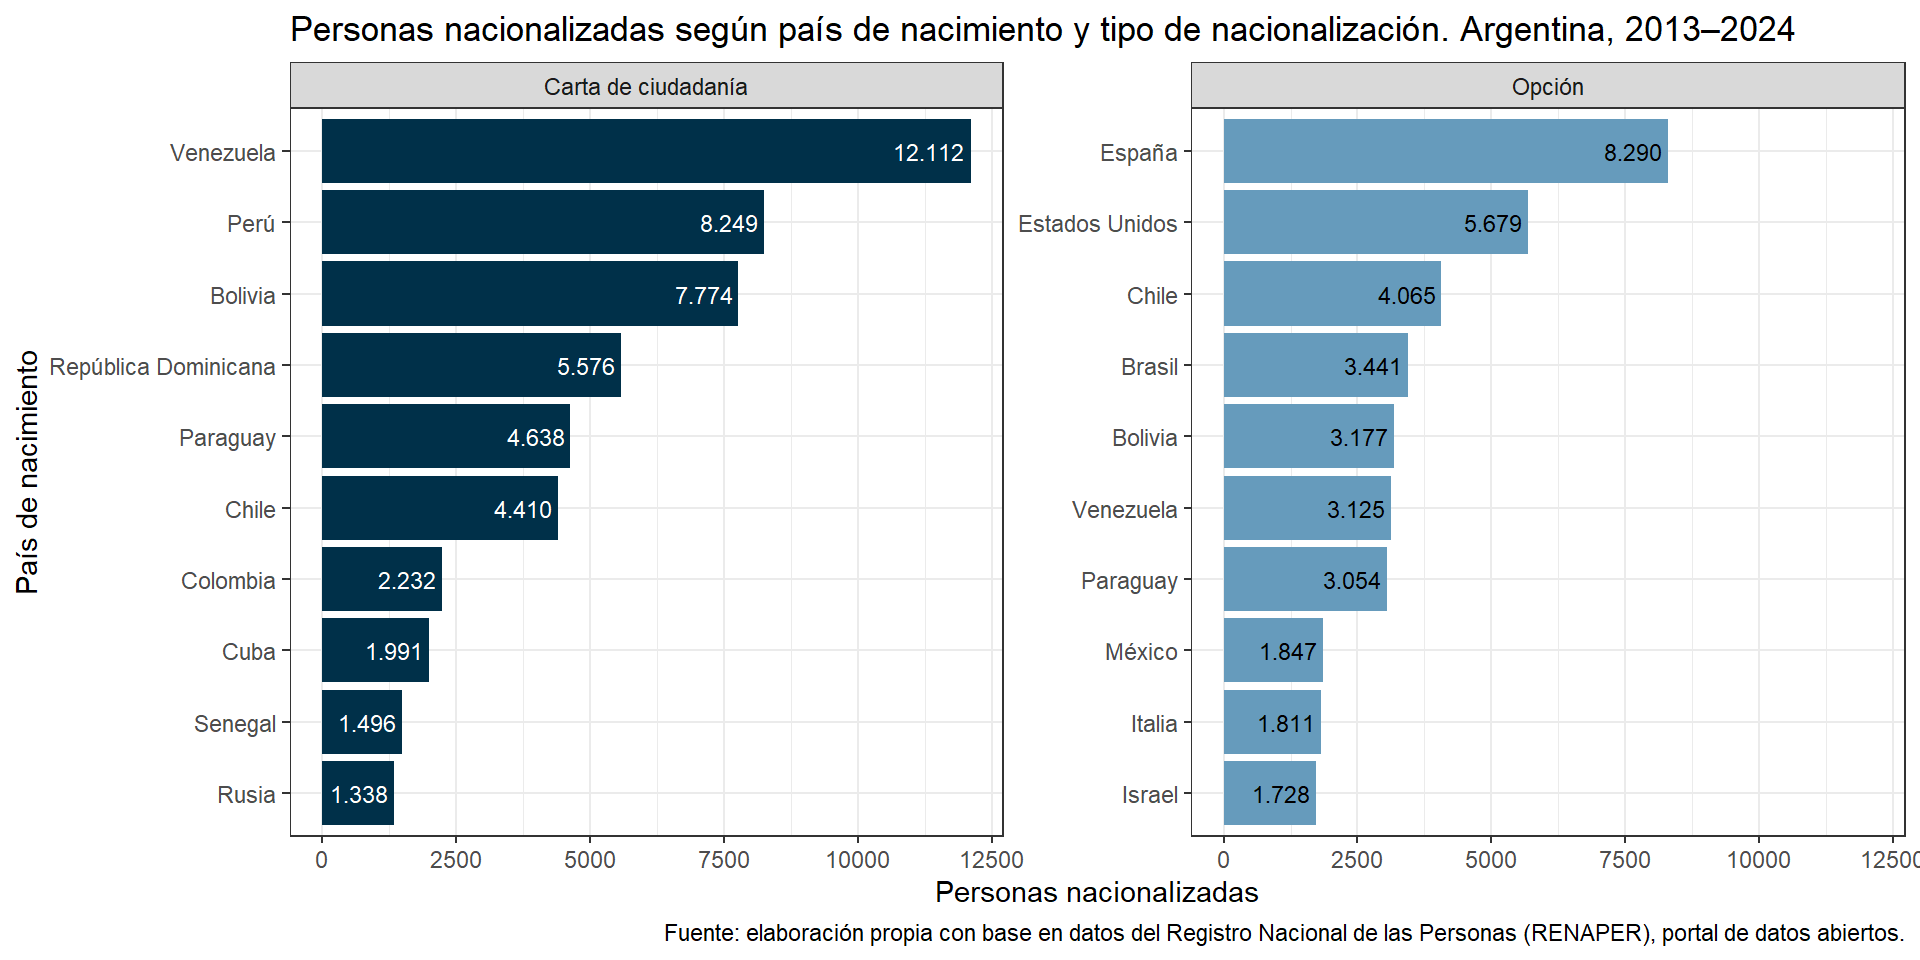 Personas nacionalizadas según país de nacimiento y tipo de nacionalización. Argentina, 2013–2024
Carta de ciudadanía
País de nacimiento
Venezuela 12.112
Perú 8.249
Bolivia 7.774
República Dominicana 5.576
Paraguay 4.638
Chile 4.410
Colombia 2.232
Cuba 1.991
Senegal 1.496
Rusia 1.338
0 2500 5000 7500 10000 12500
Opción
España 8.290
Estados Unidos 5.679
Chile 4.065
Brasil 3.441
Bolivia 3.177
Venezuela 3.125
Paraguay 3.054
México 1.847
Italia 1.811
Israel 1.728
0 2500 5000 7500 10000 12500
Personas nacionalizadas
Fuente: elaboración propia con base en datos del Registro Nacional de las Personas (RENAPER), portal de datos abiertos.